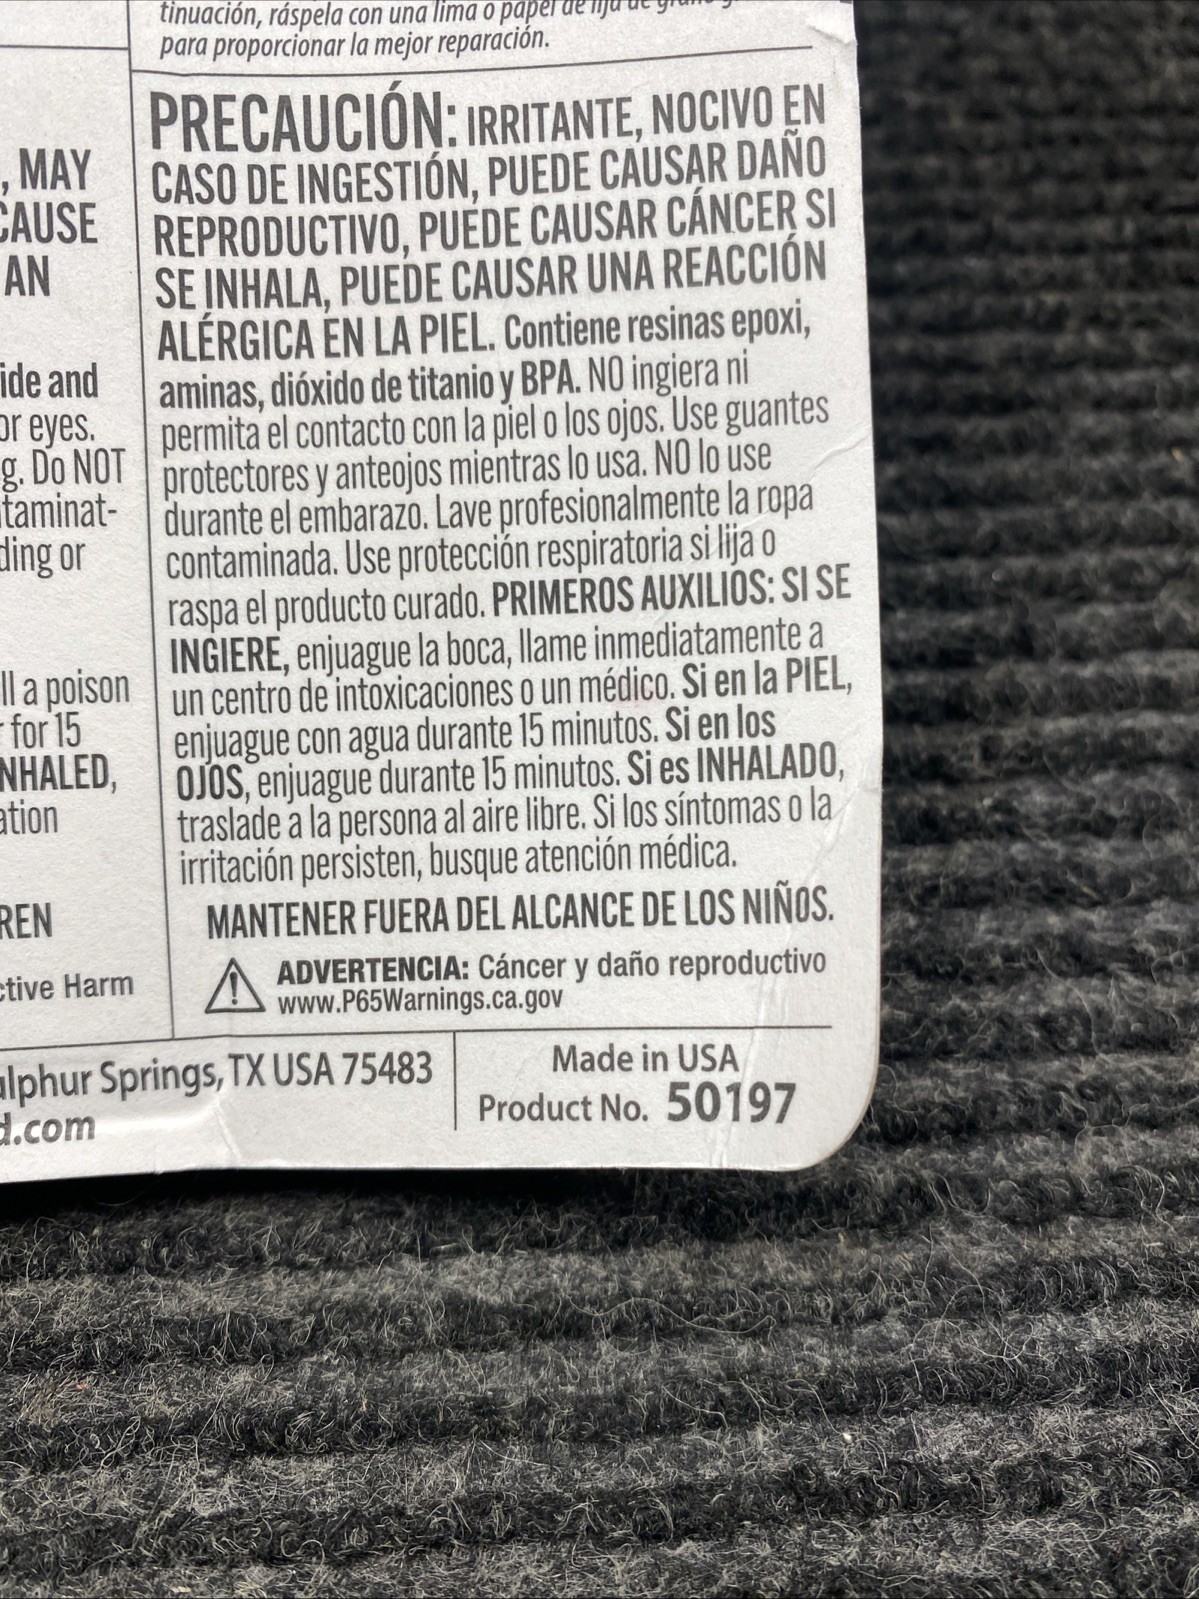 tinuación, ráspela con una lima o papel de lija de
para proporcionar la mejor reparación.
PRECAUCIÓN: IRRITANTE, NOCIVO EN
CASO DE INGESTIÓN, PUEDE CAUSAR DAÑO
REPRODUCTIVO, PUEDE CAUSAR CÁNCER SI
SE INHALA, PUEDE CAUSAR UNA REACCIÓN
ALÉRGICA EN LA PIEL. Contiene resinas epoxi,
aminas, dióxido de titanio y BPA. NO ingiera ni
permita el contacto con la piel o los ojos. Use guantes
protectores y anteojos mientras lo usa. NO lo use
durante el embarazo. Lave profesionalmente la ropa
contaminada. Use protección respiratoria si lija o
raspa el producto curado. PRIMEROS AUXILIOS: SI SE
INGIERE, enjuague la boca, llame inmediatamente a
un centro de intoxicaciones o un médico. Si en la PIEL,
enjuague con agua durante 15 minutos. Si en los
OJOS, enjuague durante 15 minutos. Si es INHALADO,
traslade a la persona al aire libre. Si los síntomas o la
irritación persisten, busque atención médica.
MANTENER FUERA DEL ALCANCE DE LOS NIÑOS.
ADVERTENCIA: Cáncer y daño reproductivo
www.P65Warnings.ca.gov
, MAY
CAUSE
AN
ide and
or eyes.
g. Do NOT
taminat-
ding or
ll a poison
r for 15
NHALED,
ation
REN
ctive Harm
ulphur Springs, TX USA 75483
d.com
Made in USA
Product No. 50197